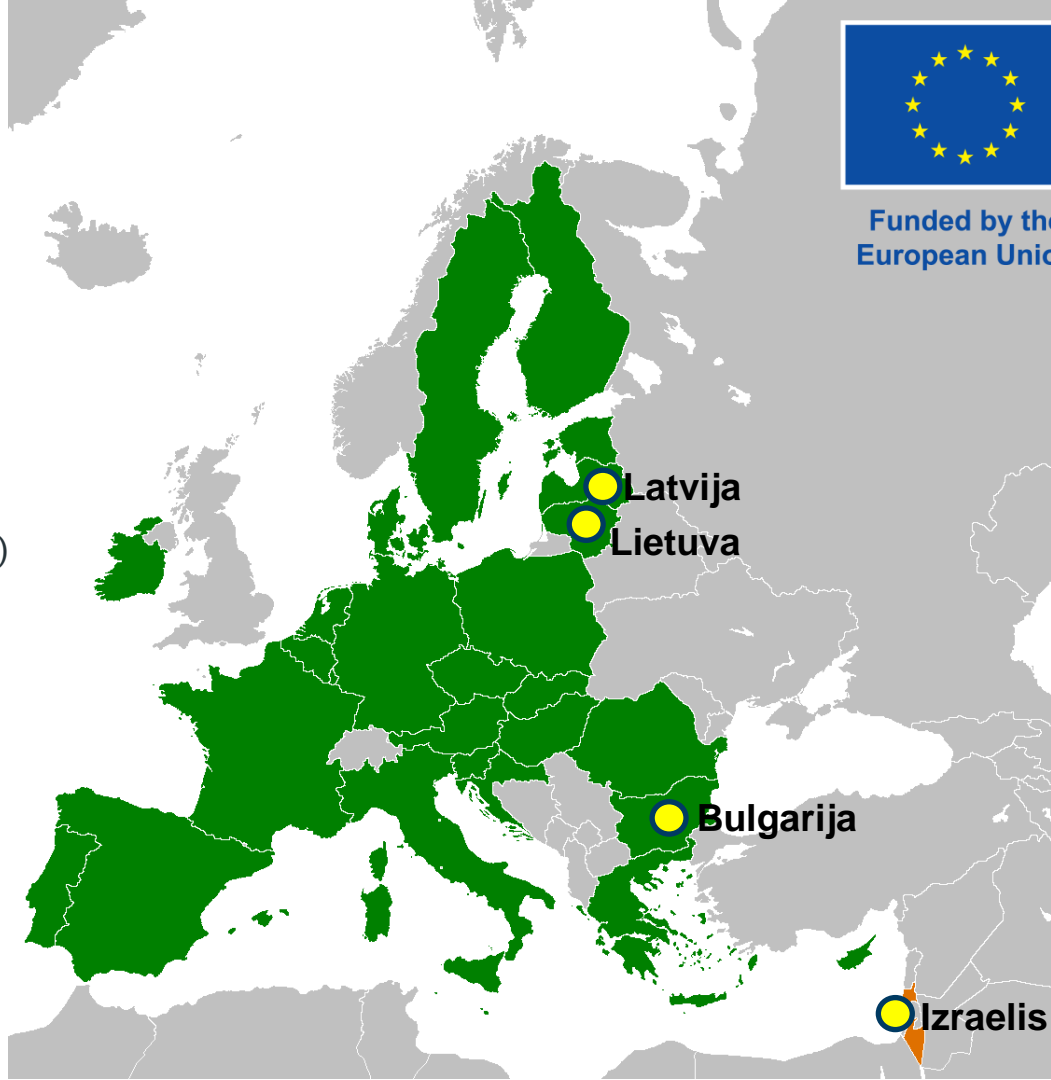 Funded by the
European Unio
Latvija
Lietuva
)
Bulgarija
Izraelis